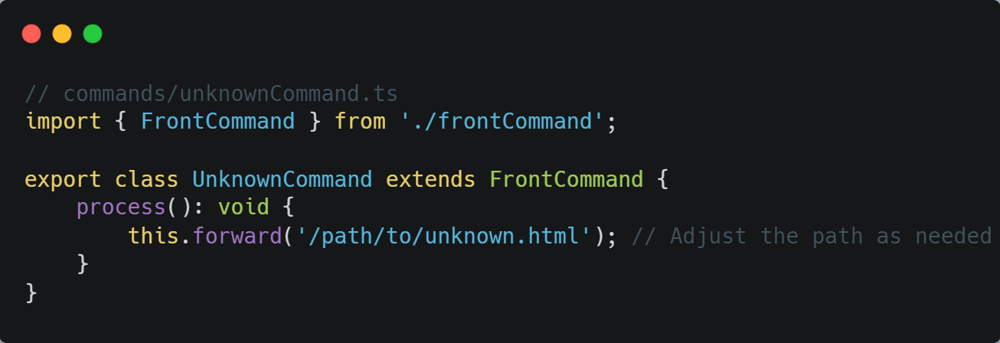 // commands/unknownCommand.ts
import { FrontCommand } from './frontCommand';
export class UnknownCommand extends FrontCommand {
    process(): void {
        this.forward('/path/to/unknown.html'); // Adjust the path as needed
    }
}